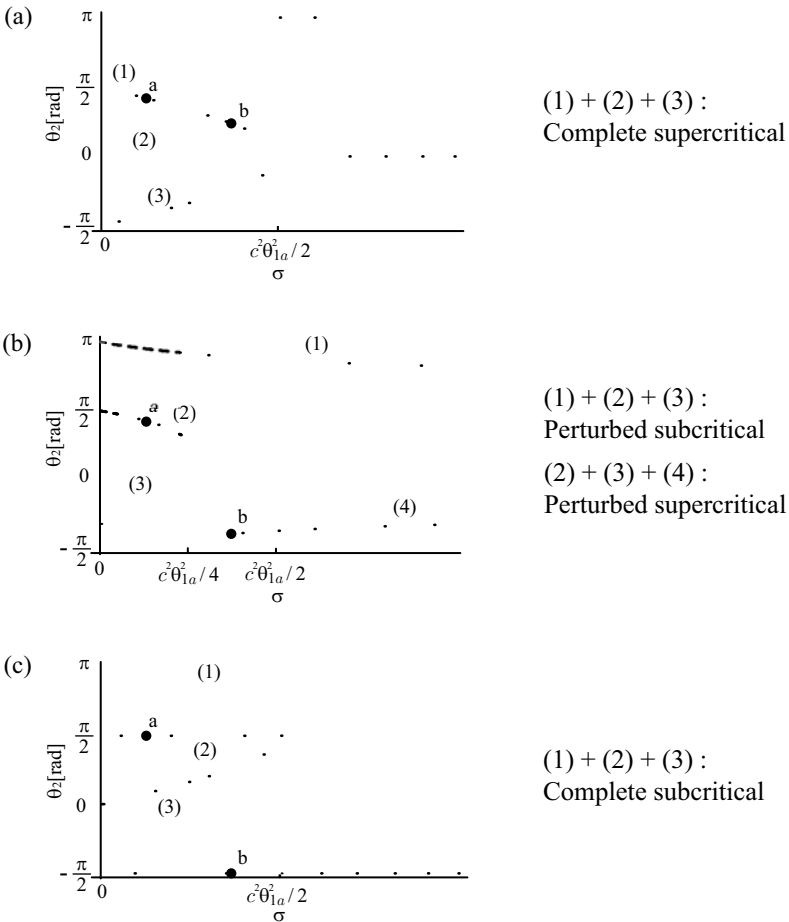 (a)
π
π/2
0
-π/2
θ₂[rad]
(1)
a
b
(2)
(3)
0
c²θ²₁ₐ/2
σ
(1) + (2) + (3) :
Complete supercritical
(b)
π
π/2
0
-π/2
θ₂[rad]
(1)
a
(2)
(3)
b
(4)
0
c²θ²₁ₐ/4
c²θ²₁ₐ/2
σ
(1) + (2) + (3) :
Perturbed subcritical
(2) + (3) + (4) :
Perturbed supercritical
(c)
π
π/2
0
-π/2
θ₂[rad]
(1)
a
(2)
(3)
b
0
c²θ²₁ₐ/2
σ
(1) + (2) + (3) :
Complete subcritical